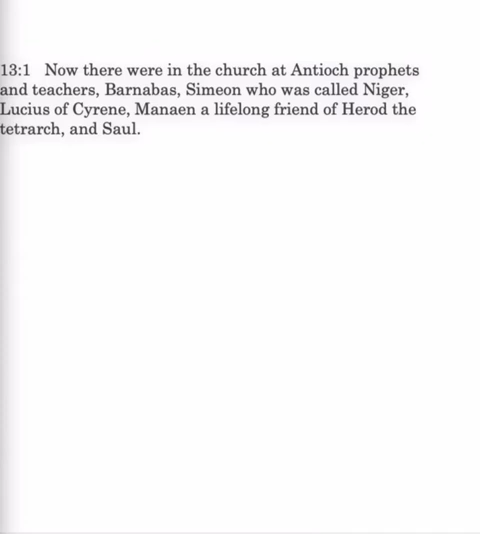 13:1 Now there were in the church at Antioch prophets
and teachers, Barnabas, Simeon who was called Niger,
Lucius of Cyrene, Manaen a lifelong friend of Herod the
tetrarch, and Saul.